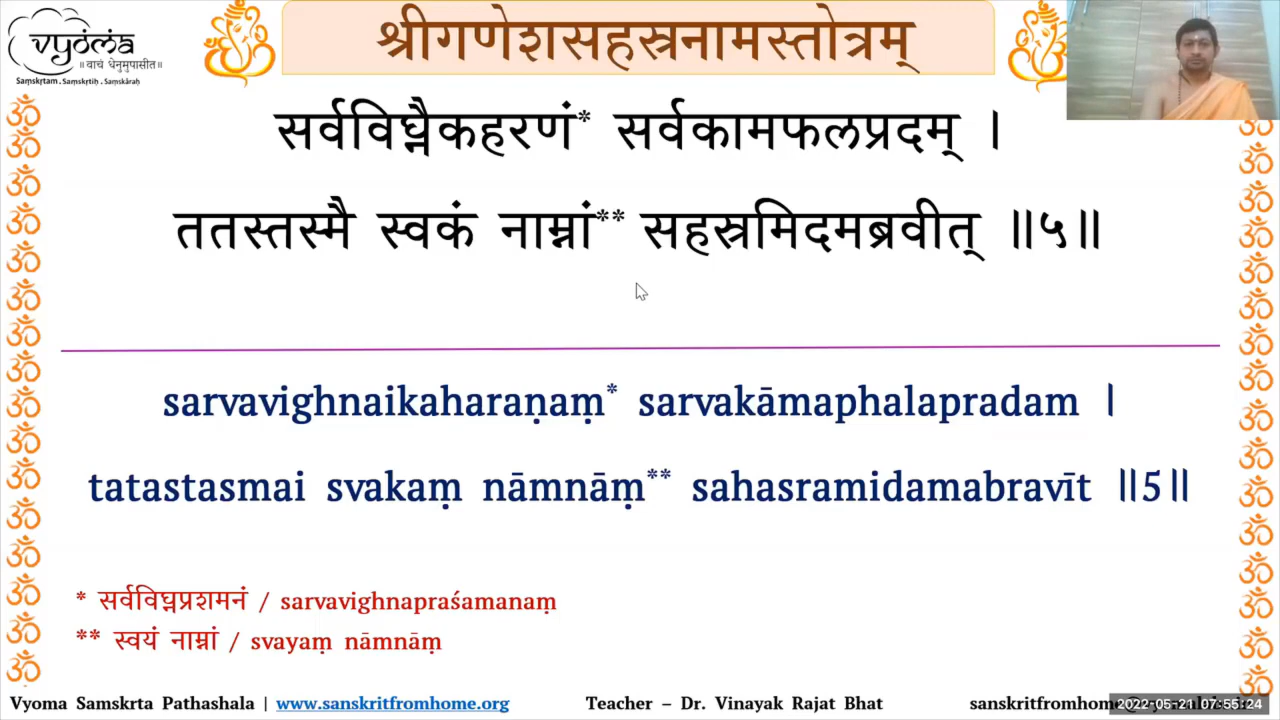 vyoma
॥ वाचं धेनुमुपासीत ॥
Saṃskṛtam . Saṃskṛtiḥ . Saṃskāraḥ
श्रीगणेशसहस्रनामस्तोत्रम्
सर्वविघ्नैकहरणं* सर्वकामफलप्रदम् ।
ततस्तस्मै स्वकं नाम्नां** सहस्रमिदमब्रवीत् ॥५॥
sarvavighnaikaharaṇaṃ* sarvakāmaphalapradam ।
tatastasmai svakaṃ nāmnāṃ** sahasramidamabravīt ॥5॥
* सर्वविघ्नप्रशमनं / sarvavighnapraśamanaṃ
** स्वयं नाम्नां / svayaṃ nāmnāṃ
Vyoma Samskrta Pathashala | www.sanskritfromhome.org Teacher – Dr. Vinayak Rajat Bhat 2022-05-21 07:55:24